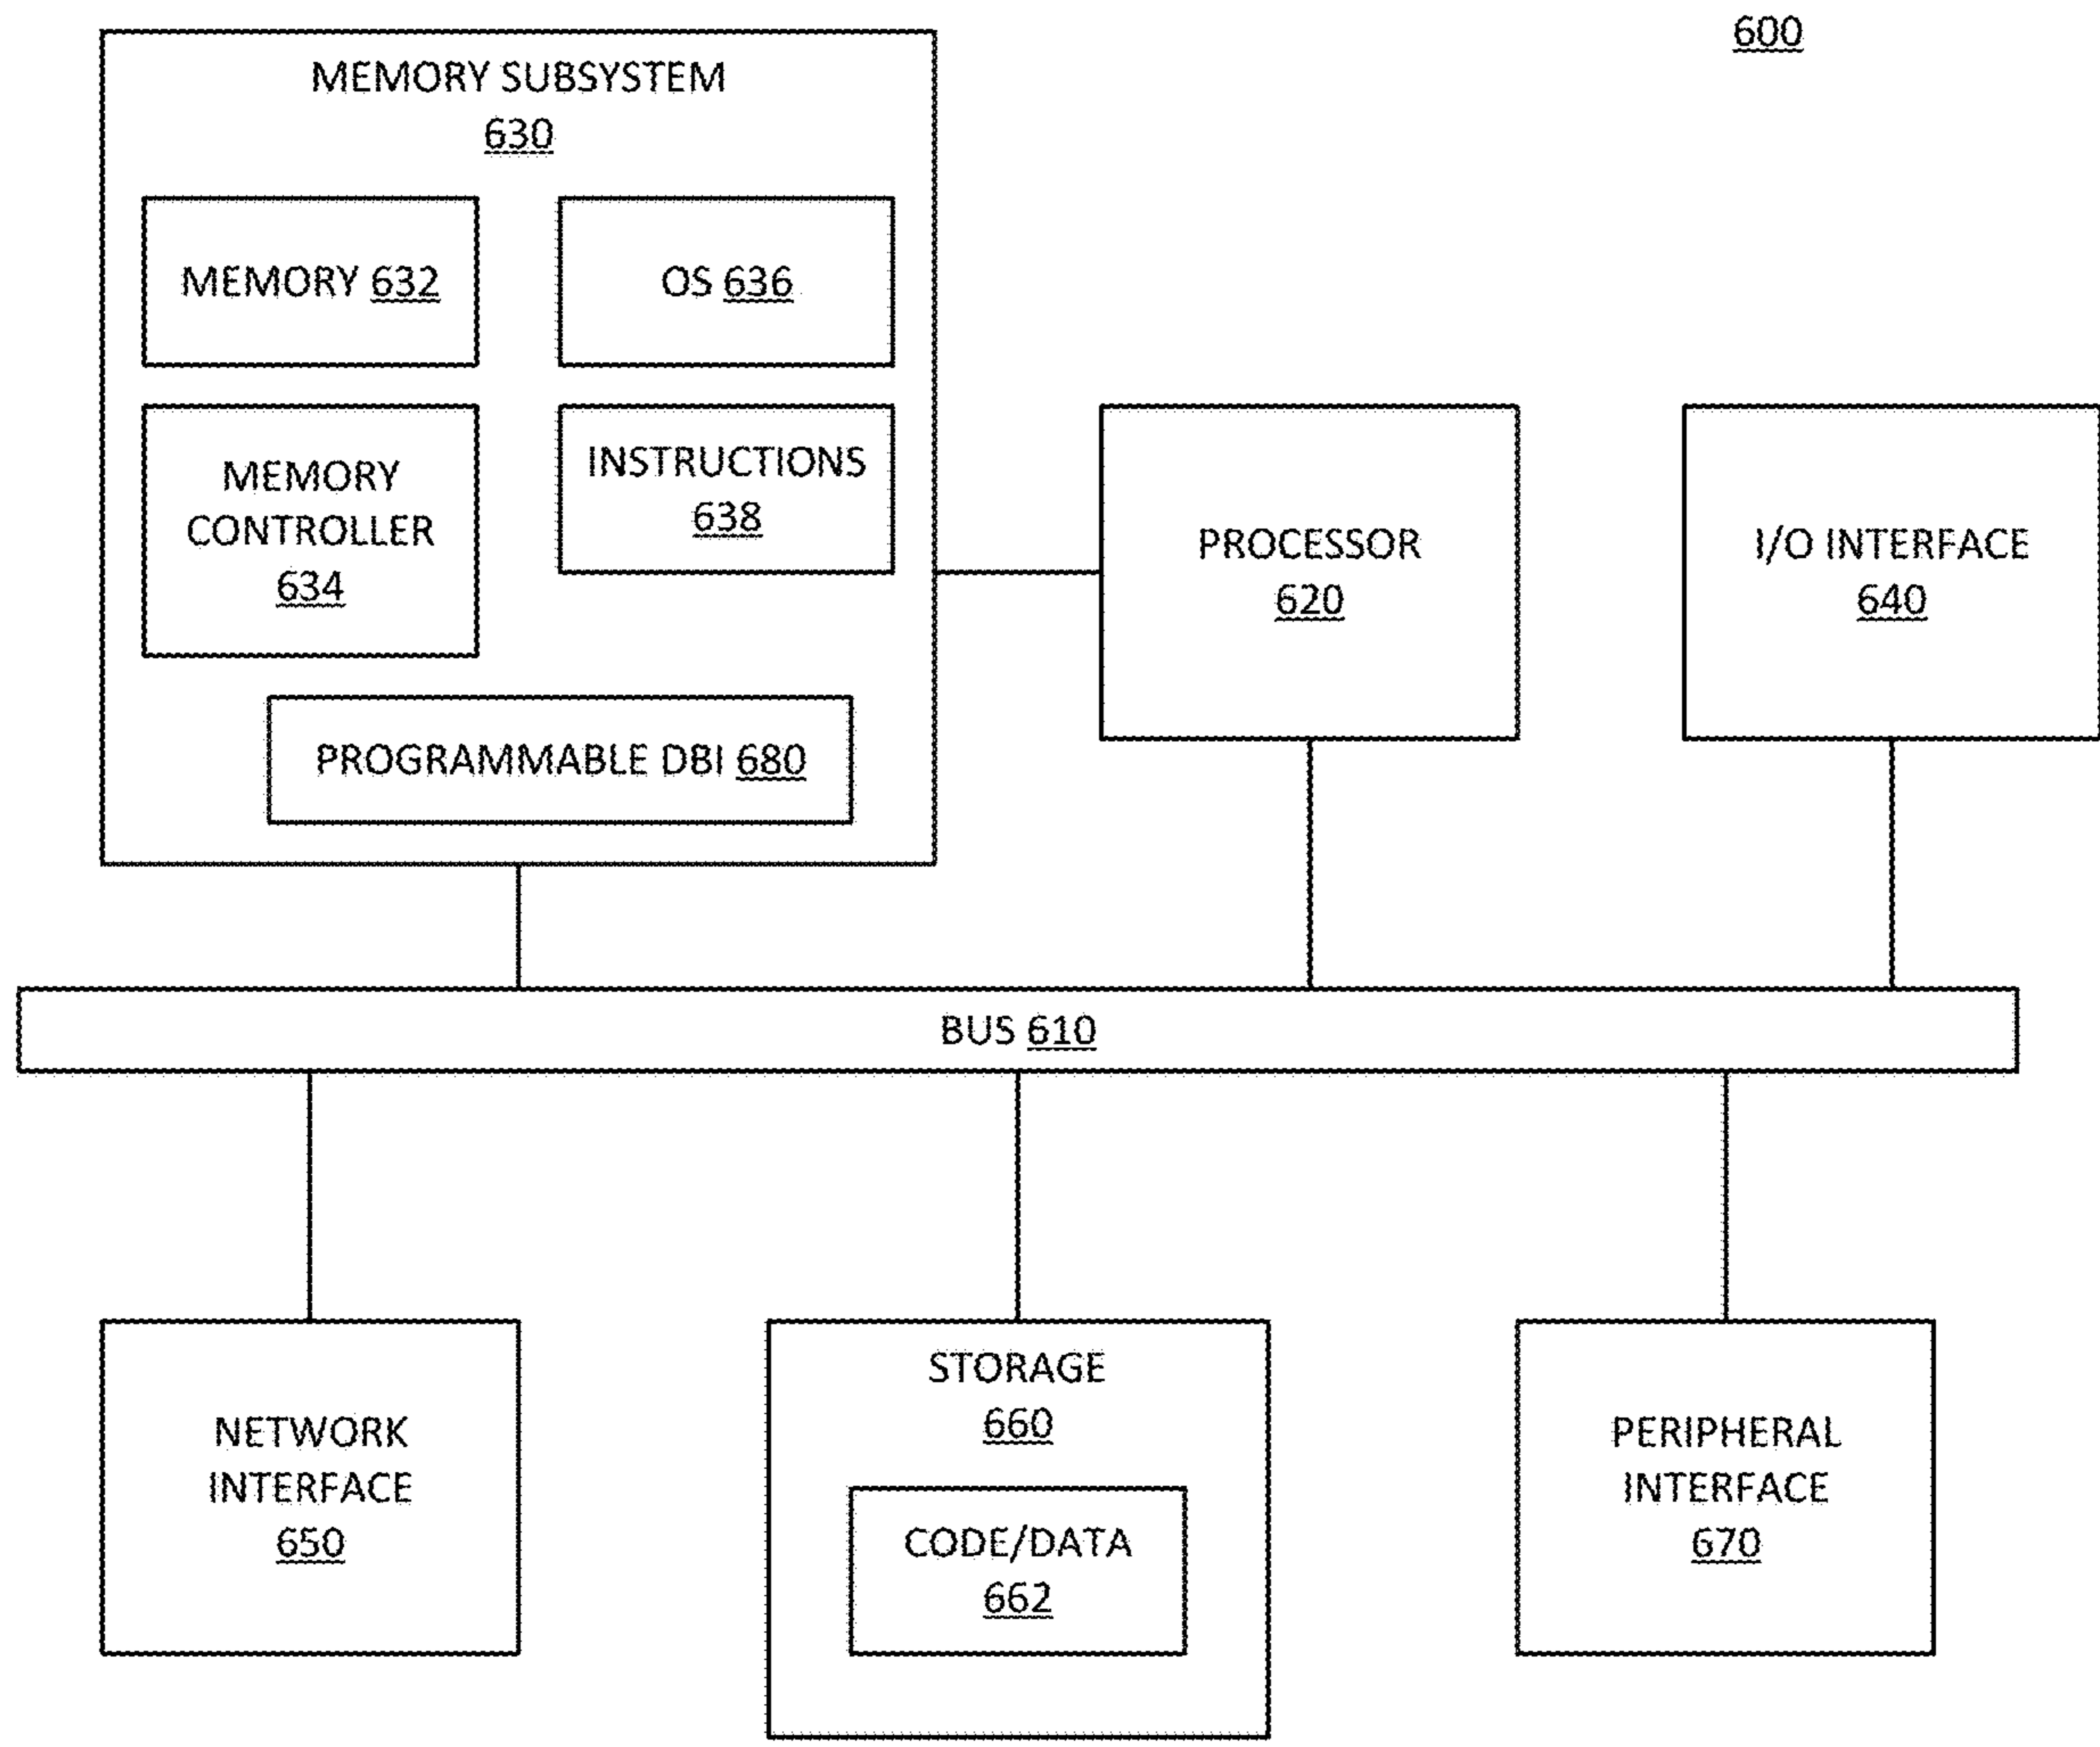 600
MEMORY SUBSYSTEM
630
MEMORY 632
OS 636
MEMORY
CONTROLLER
634
INSTRUCTIONS
638
PROGRAMMABLE DBI 680
PROCESSOR
620
I/O INTERFACE
640
BUS 610
NETWORK
INTERFACE
650
STORAGE
660
CODE/DATA
662
PERIPHERAL
INTERFACE
670